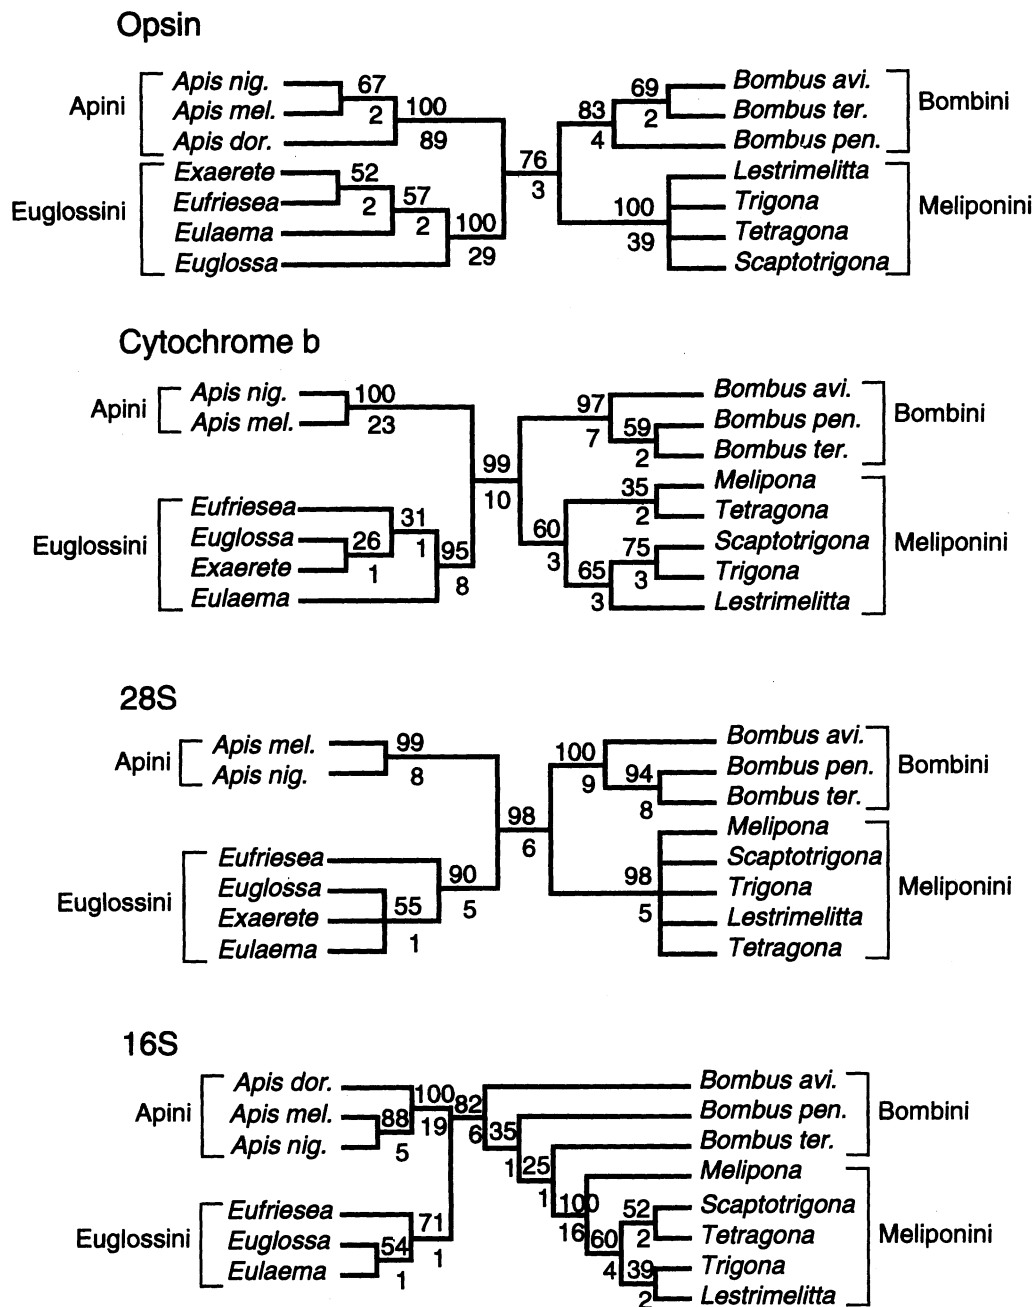 Opsin
Apini
Apis nig.
Apis mel.
Apis dor.
67
2
100
89
Euglossini
Exaerete
Eufriesea
Eulaema
Euglossa
52
2
57
2
100
29
76
3
83
4
69
2
Bombus avi.
Bombus ter.
Bombus pen.
Bombini
100
39
Lestrimelitta
Trigona
Tetragona
Scaptotrigona
Meliponini
Cytochrome b
Apini
Apis nig.
Apis mel.
100
23
Euglossini
Eufriesea
Euglossa
Exaerete
Eulaema
26
1
31
1
95
8
99
10
97
7
59
2
Bombus avi.
Bombus pen.
Bombus ter.
Bombini
60
3
35
2
65
3
75
3
Melipona
Tetragona
Scaptotrigona
Trigona
Lestrimelitta
Meliponini
28S
Apini
Apis mel.
Apis nig.
99
8
Euglossini
Eufriesea
Euglossa
Exaerete
Eulaema
55
1
90
5
98
6
100
9
94
8
Bombus avi.
Bombus pen.
Bombus ter.
Bombini
98
5
Melipona
Scaptotrigona
Trigona
Lestrimelitta
Tetragona
Meliponini
16S
Apini
Apis dor.
Apis mel.
Apis nig.
88
5
100
19
Euglossini
Eufriesea
Euglossa
Eulaema
54
1
71
1
82
6
35
1
25
1
100
16
60
4
52
2
39
2
Bombus avi.
Bombus pen.
Bombus ter.
Bombini
Melipona
Scaptotrigona
Tetragona
Trigona
Lestrimelitta
Meliponini